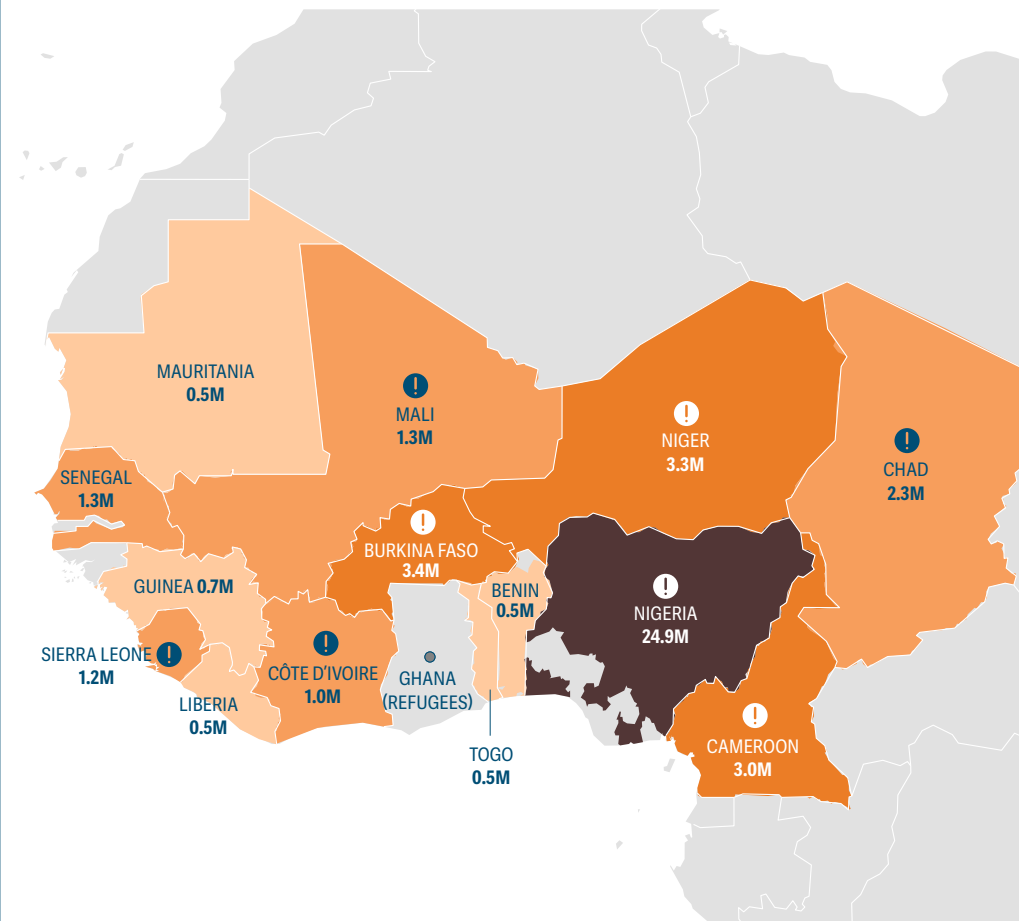 MAURITANIA
0.5M
!
MALI
1.3M
!
NIGER
3.3M
!
CHAD
2.3M
SENEGAL
1.3M
!
BURKINA FASO
3.4M
GUINEA 0.7M
BENIN
0.5M
!
NIGERIA
24.9M
SIERRA LEONE !
1.2M
!
CÔTE D'IVOIRE
1.0M
GHANA
(REFUGEES)
LIBERIA
0.5M
TOGO
0.5M
!
CAMEROON
3.0M